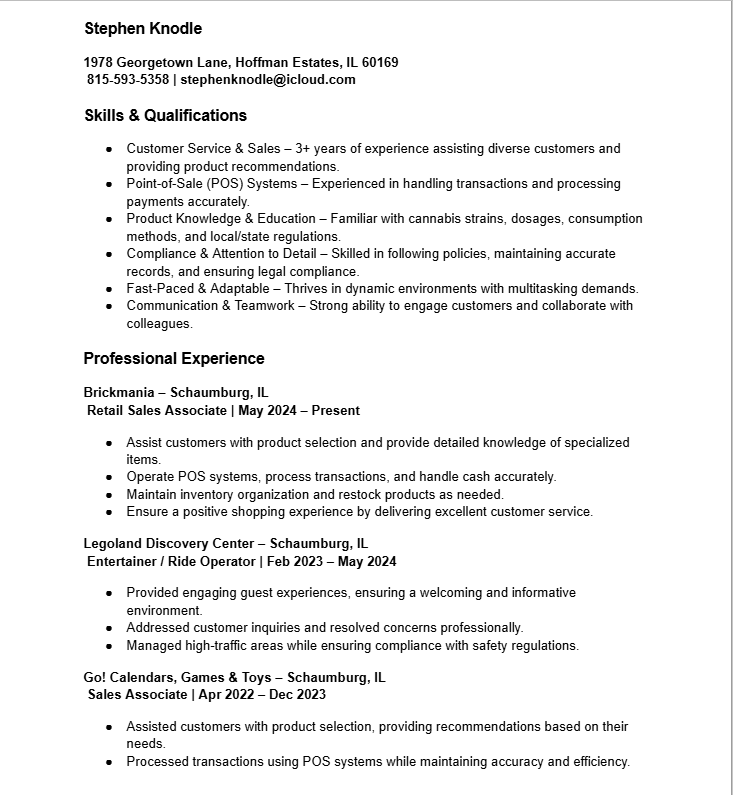 Stephen Knodle
1978 Georgetown Lane, Hoffman Estates, IL 60169
815-593-5358 | stephenknodle@icloud.com
Skills & Qualifications
● Customer Service & Sales – 3+ years of experience assisting diverse customers and
providing product recommendations.
● Point-of-Sale (POS) Systems – Experienced in handling transactions and processing
payments accurately.
● Product Knowledge & Education – Familiar with cannabis strains, dosages, consumption
methods, and local/state regulations.
● Compliance & Attention to Detail – Skilled in following policies, maintaining accurate
records, and ensuring legal compliance.
● Fast-Paced & Adaptable – Thrives in dynamic environments with multitasking demands.
● Communication & Teamwork – Strong ability to engage customers and collaborate with
colleagues.
Professional Experience
Brickmania – Schaumburg, IL
Retail Sales Associate | May 2024 – Present
● Assist customers with product selection and provide detailed knowledge of specialized
items.
● Operate POS systems, process transactions, and handle cash accurately.
● Maintain inventory organization and restock products as needed.
● Ensure a positive shopping experience by delivering excellent customer service.
Legoland Discovery Center – Schaumburg, IL
Entertainer / Ride Operator | Feb 2023 – May 2024
● Provided engaging guest experiences, ensuring a welcoming and informative
environment.
● Addressed customer inquiries and resolved concerns professionally.
● Managed high-traffic areas while ensuring compliance with safety regulations.
Go! Calendars, Games & Toys – Schaumburg, IL
Sales Associate | Apr 2022 – Dec 2023
● Assisted customers with product selection, providing recommendations based on their
needs.
● Processed transactions using POS systems while maintaining accuracy and efficiency.